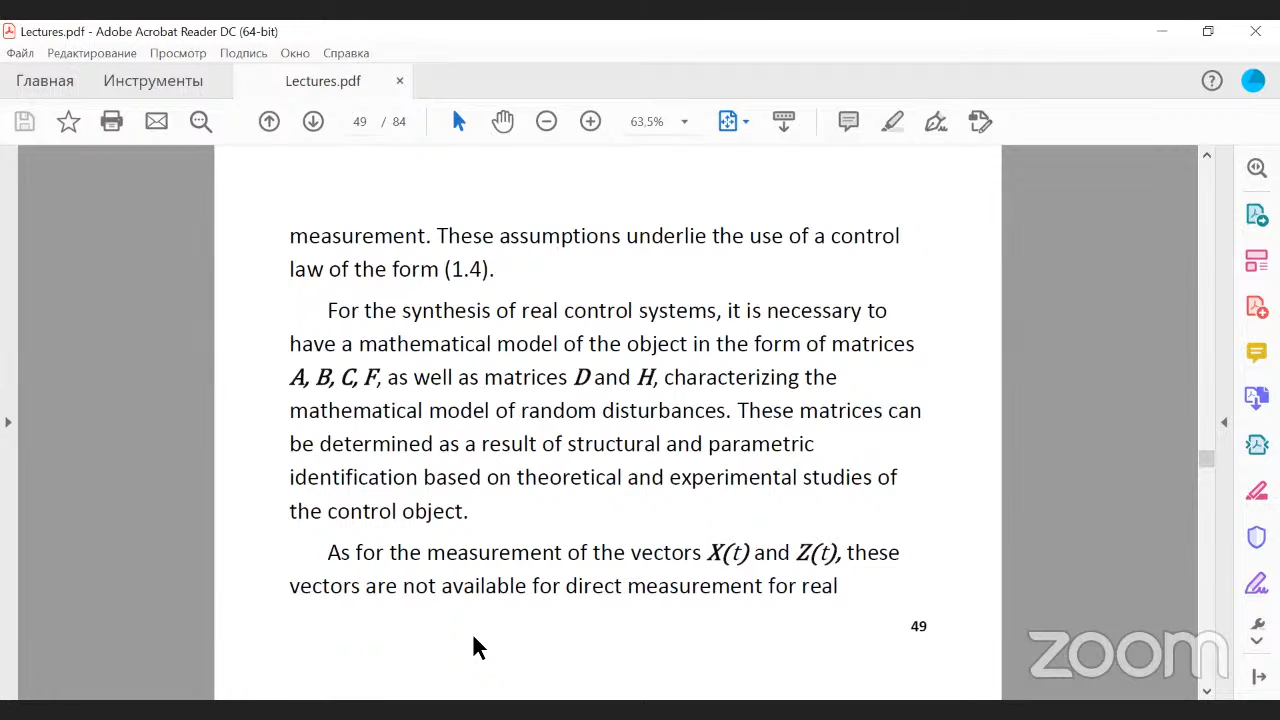 Lectures.pdf - Adobe Acrobat Reader DC (64-bit)
Файл Редактирование Просмотр Подпись Окно Справка
Главная Инструменты Lectures.pdf
49 / 84 63,5%
measurement. These assumptions underlie the use of a control
law of the form (1.4).
For the synthesis of real control systems, it is necessary to
have a mathematical model of the object in the form of matrices
A, B, C, F, as well as matrices D and H, characterizing the
mathematical model of random disturbances. These matrices can
be determined as a result of structural and parametric
identification based on theoretical and experimental studies of
the control object.
As for the measurement of the vectors X(t) and Z(t), these
vectors are not available for direct measurement for real
49
zoom